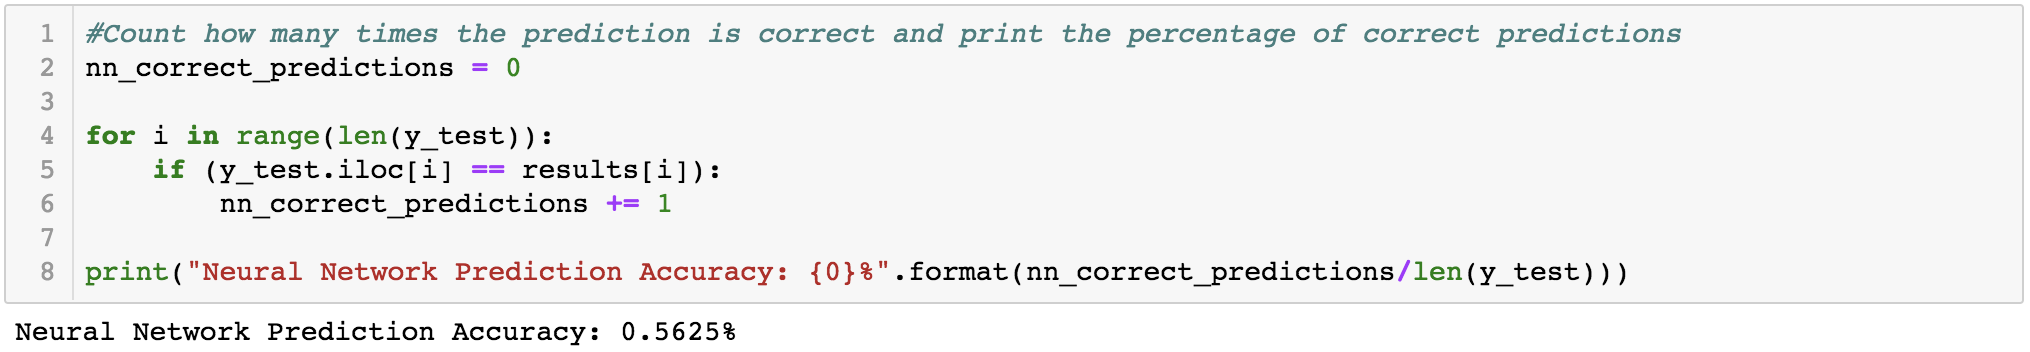 1 #Count how many times the prediction is correct and print the percentage of correct predictions
2 nn_correct_predictions = 0
3
4 for i in range(len(y_test)):
5     if (y_test.iloc[i] == results[i]):
6         nn_correct_predictions += 1
7
8 print("Neural Network Prediction Accuracy: {0}%".format(nn_correct_predictions/len(y_test)))
Neural Network Prediction Accuracy: 0.5625%